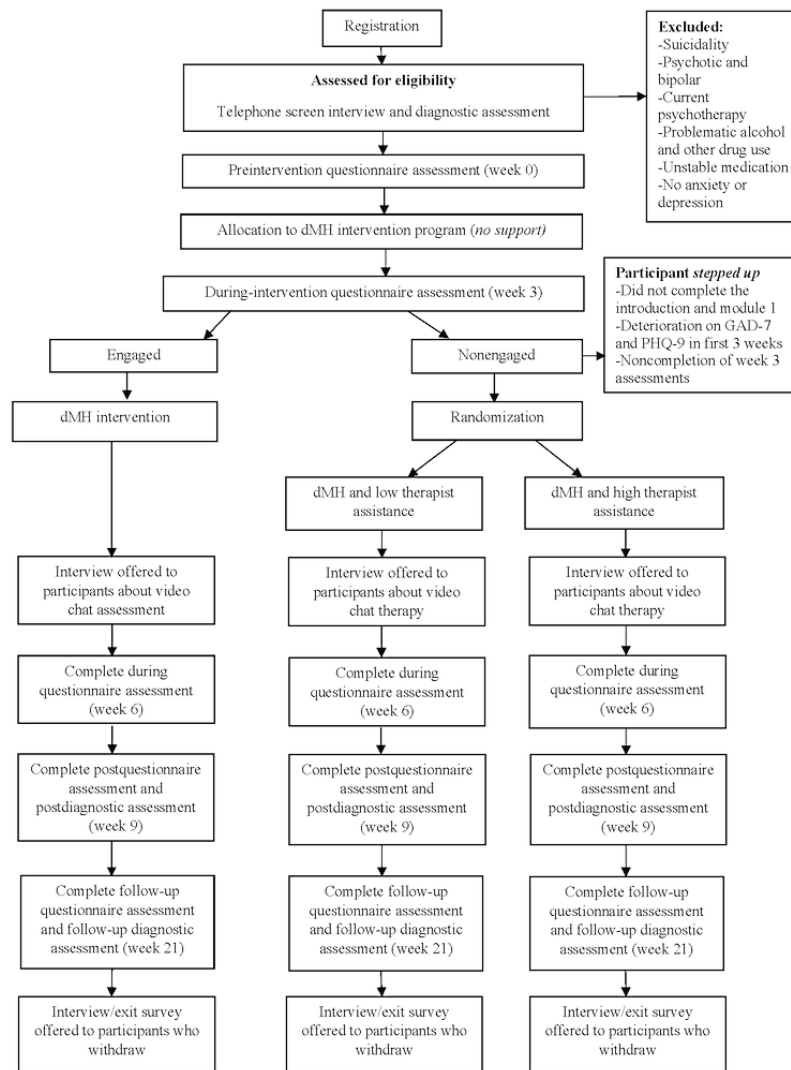 Registration
Excluded:
-Suicidality
-Psychotic and
bipolar
-Current
psychotherapy
-Problematic alcohol
and other drug use
-Unstable medication
-No anxiety or
depression
Assessed for eligibility
Telephone screen interview and diagnostic assessment
Preintervention questionnaire assessment (week 0)
Allocation to dMH intervention program (no support)
During-intervention questionnaire assessment (week 3)
Participant stepped up
-Did not complete the
introduction and module 1
-Deterioration on GAD-7
and PHQ-9 in first 3 weeks
-Noncompletion of week 3
assessments
Engaged
Nonengaged
dMH intervention
Randomization
dMH and low therapist
assistance
dMH and high therapist
assistance
Interview offered to
participants about video
chat assessment
Interview offered to
participants about video
chat therapy
Interview offered to
participants about video
chat therapy
Complete during
questionnaire assessment
(week 6)
Complete during
questionnaire assessment
(week 6)
Complete during
questionnaire assessment
(week 6)
Complete postquestionnaire
assessment and
postdiagnostic assessment
(week 9)
Complete postquestionnaire
assessment and
postdiagnostic assessment
(week 9)
Complete postquestionnaire
assessment and
postdiagnostic assessment
(week 9)
Complete follow-up
questionnaire assessment
and follow-up diagnostic
assessment (week 21)
Complete follow-up
questionnaire assessment
and follow-up diagnostic
assessment (week 21)
Complete follow-up
questionnaire assessment
and follow-up diagnostic
assessment (week 21)
Interview/exit survey
offered to participants who
withdraw
Interview/exit survey
offered to participants who
withdraw
Interview/exit survey
offered to participants who
withdraw